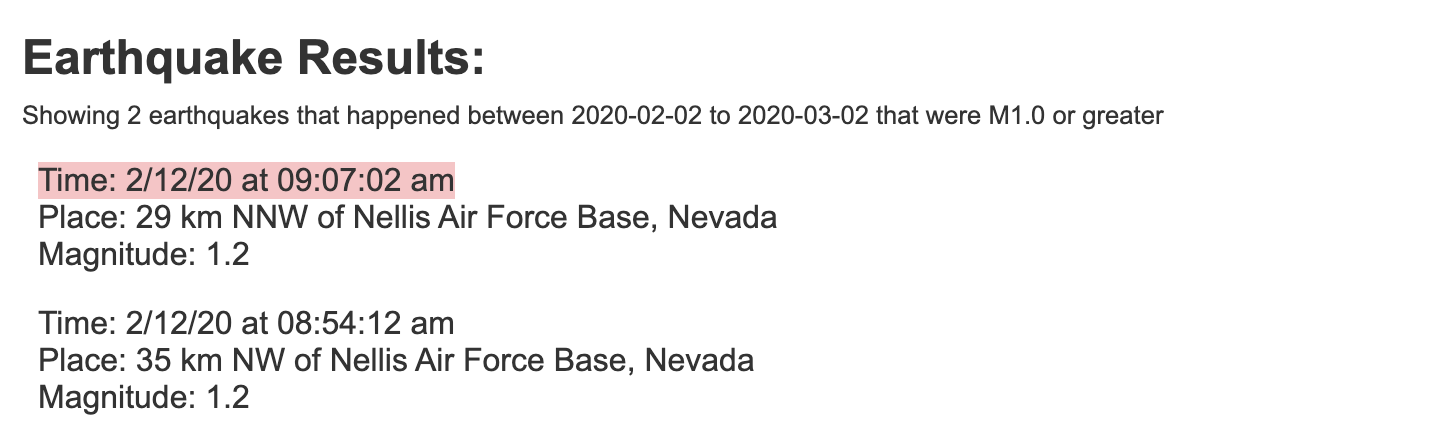 Earthquake Results:
Showing 2 earthquakes that happened between 2020-02-02 to 2020-03-02 that were M1.0 or greater
Time: 2/12/20 at 09:07:02 am
Place: 29 km NNW of Nellis Air Force Base, Nevada
Magnitude: 1.2
Time: 2/12/20 at 08:54:12 am
Place: 35 km NW of Nellis Air Force Base, Nevada
Magnitude: 1.2